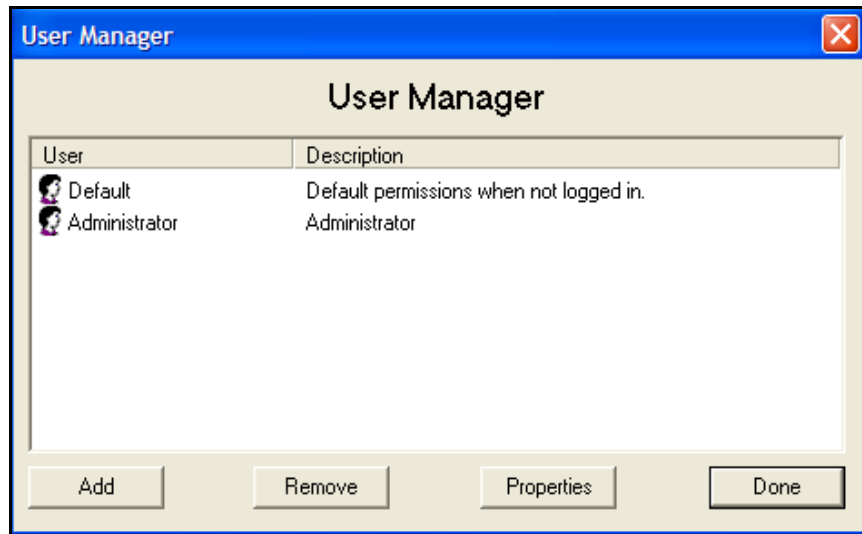 User Manager
User Manager
User Description
Default Default permissions when not logged in.
Administrator Administrator
Add Remove Properties Done